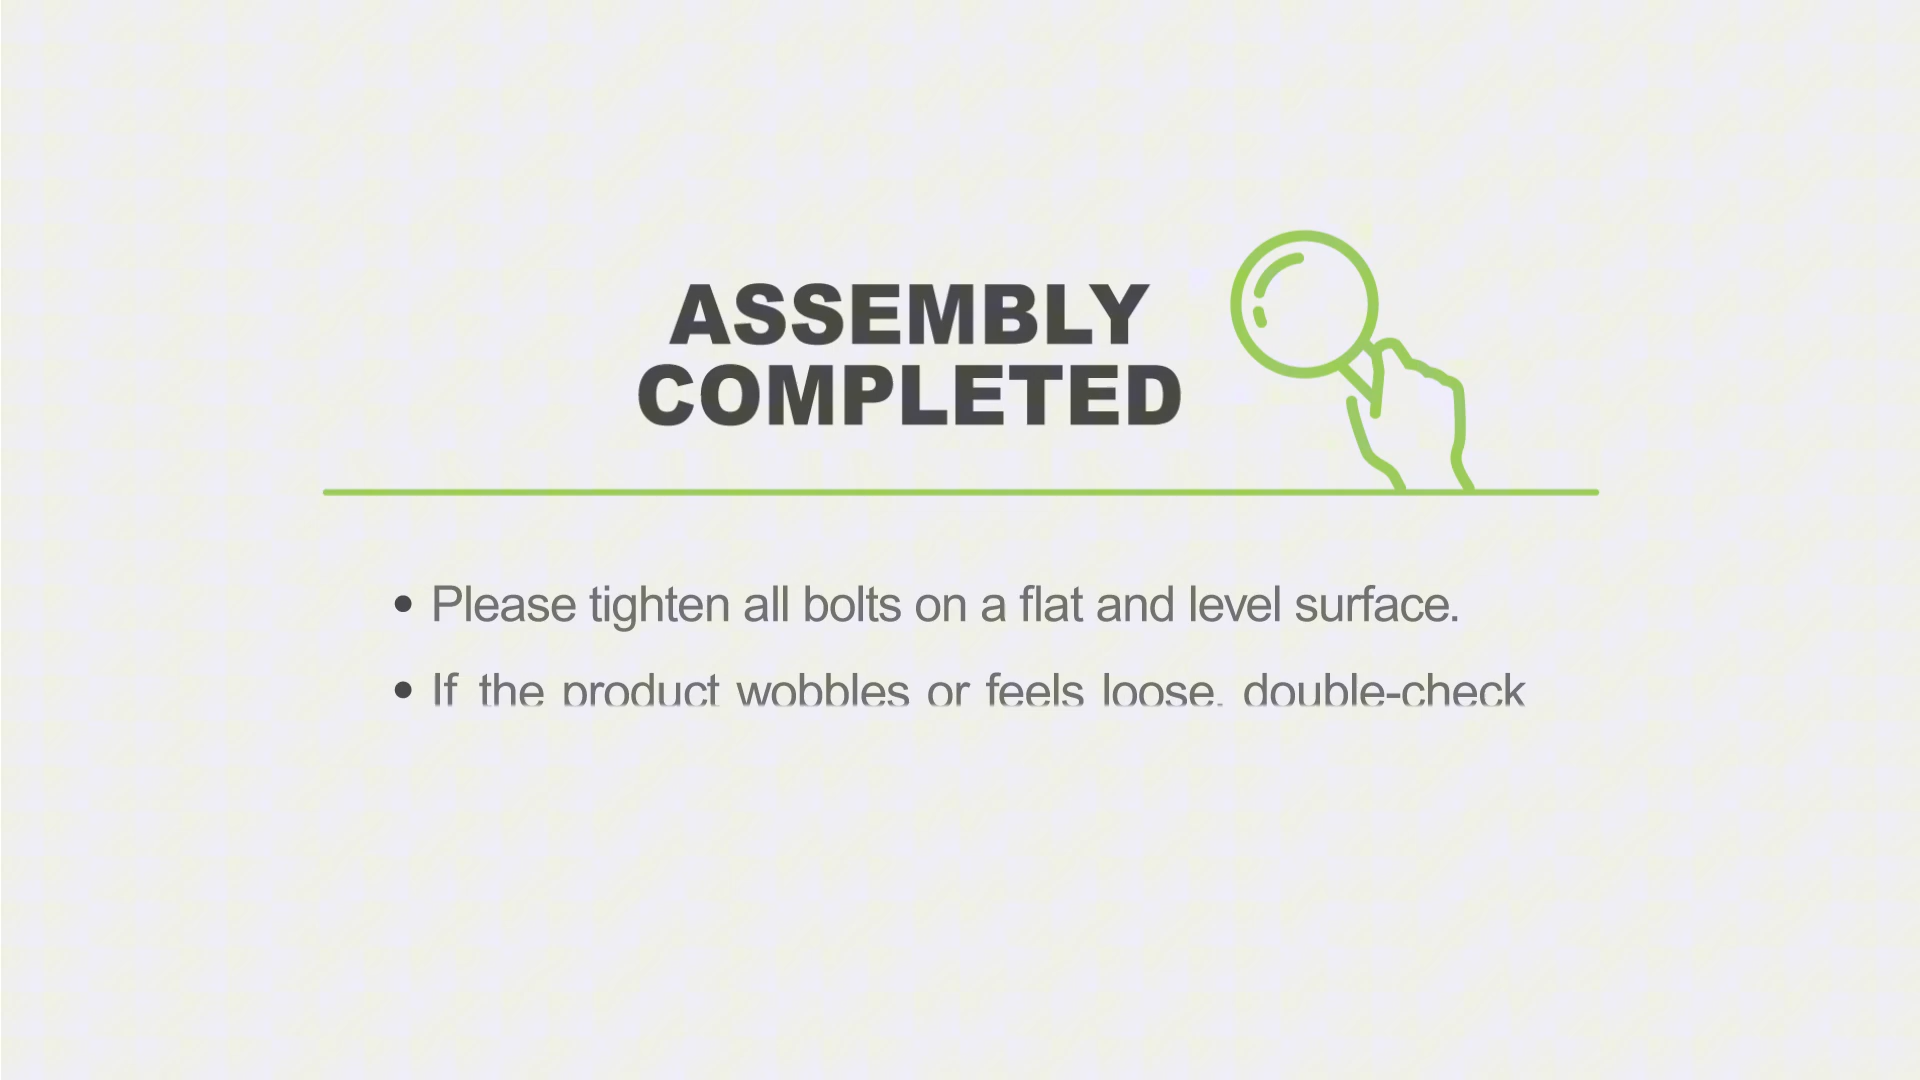 ASSEMBLY
COMPLETED
• Please tighten all bolts on a flat and level surface.
• If the product wobbles or feels loose, double-check